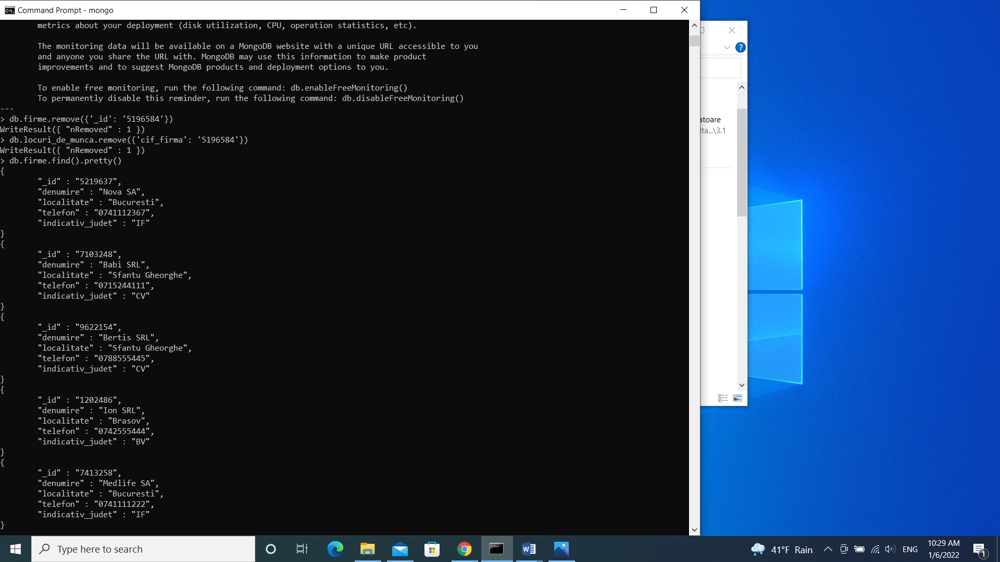 Command Prompt - mongo
metrics about your deployment (disk utilization, CPU, operation statistics, etc).
The monitoring data will be available on a MongoDB website with a unique URL accessible to you
and anyone you share the URL with. MongoDB may use this information to make product
improvements and to suggest MongoDB products and deployment options to you.
To enable free monitoring, run the following command: db.enableFreeMonitoring()
To permanently disable this reminder, run the following command: db.disableFreeMonitoring()
---
> db.firme.remove({'_id': '5196584'})
WriteResult({ "nRemoved" : 1 })
> db.locuri_de_munca.remove({'cif_firma': '5196584'})
WriteResult({ "nRemoved" : 1 })
> db.firme.find().pretty()
{
"_id" : "5219637",
"denumire" : "Nova SA",
"localitate" : "Bucuresti",
"telefon" : "0741112367",
"indicativ_judet" : "IF"
}
{
"_id" : "7103248",
"denumire" : "Babi SRL",
"localitate" : "Sfantu Gheorghe",
"telefon" : "0715244111",
"indicativ_judet" : "CV"
}
{
"_id" : "9622154",
"denumire" : "Bertis SRL",
"localitate" : "Sfantu Gheorghe",
"telefon" : "0788555445",
"indicativ_judet" : "CV"
}
{
"_id" : "1202486",
"denumire" : "Ion SRL",
"localitate" : "Brasov",
"telefon" : "0742555444",
"indicativ_judet" : "BV"
}
{
"_id" : "7413258",
"denumire" : "Medlife SA",
"localitate" : "Bucuresti",
"telefon" : "0741111222",
"indicativ_judet" : "IF"
}
atoare
lta...\3.1
Type here to search
41°F Rain
ENG
10:29 AM
1/6/2022
1